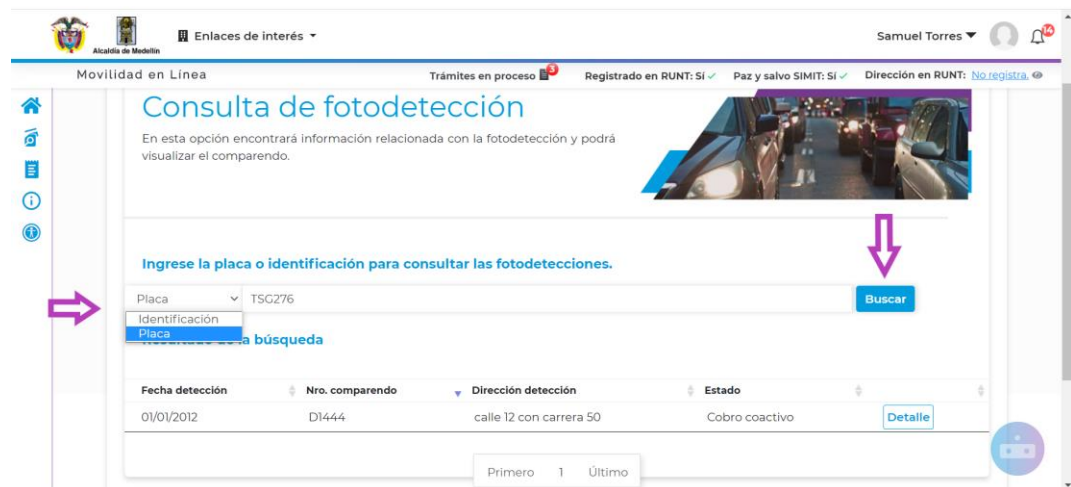 Alcaldía de Medellín
Enlaces de interés
Samuel Torres
14
Movilidad en Línea
Trámites en proceso 3
Registrado en RUNT: Sí ✓
Paz y salvo SIMIT: Sí ✓
Dirección en RUNT: No registra.
Consulta de fotodetección
En esta opción encontrará información relacionada con la fotodetección y podrá
visualizar el comparendo.
Ingrese la placa o identificación para consultar las fotodetecciones.
Placa TSG276 Buscar
Identificación
Placa
la búsqueda
Fecha detección Nro. comparendo Dirección detección Estado
01/01/2012 D1444 calle 12 con carrera 50 Cobro coactivo Detalle
Primero 1 Último